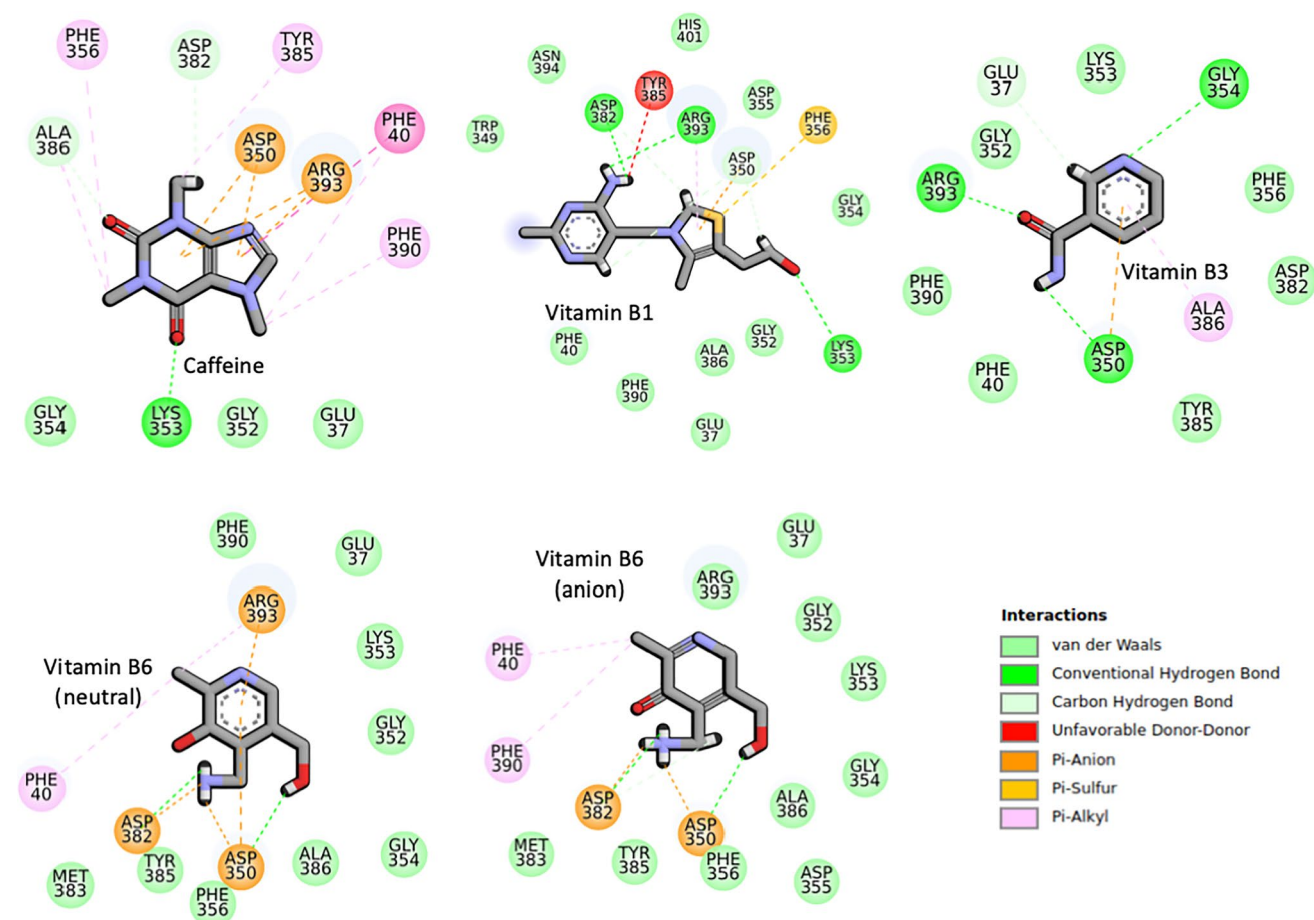 PHE
356
ASP
382
TYR
385
ALA
386
ASP
350
PHE
40
ARG
393
PHE
390
Caffeine
GLY
354
LYS
353
GLY
352
GLU
37
HIS
401
ASN
394
TYR
385
ASP
355
ASP
382
ARG
393
PHE
356
TRP
349
ASP
350
GLY
354
Vitamin B1
PHE
40
ALA
386
GLY
352
LYS
353
PHE
390
GLU
37
GLU
37
LYS
353
GLY
354
GLY
352
ARG
393
PHE
356
Vitamin B3
PHE
390
ASP
382
ALA
386
ASP
350
PHE
40
TYR
385
PHE
390
GLU
37
ARG
393
LYS
353
Vitamin B6
(neutral)
GLY
352
PHE
40
ASP
382
TYR
385
ASP
350
ALA
386
GLY
354
MET
383
PHE
356
Vitamin B6
(anion)
GLU
37
ARG
393
GLY
352
PHE
40
LYS
353
PHE
390
GLY
354
ASP
382
ALA
386
ASP
350
MET
383
TYR
385
PHE
356
ASP
355
Interactions
van der Waals
Conventional Hydrogen Bond
Carbon Hydrogen Bond
Unfavorable Donor-Donor
Pi-Anion
Pi-Sulfur
Pi-Alkyl